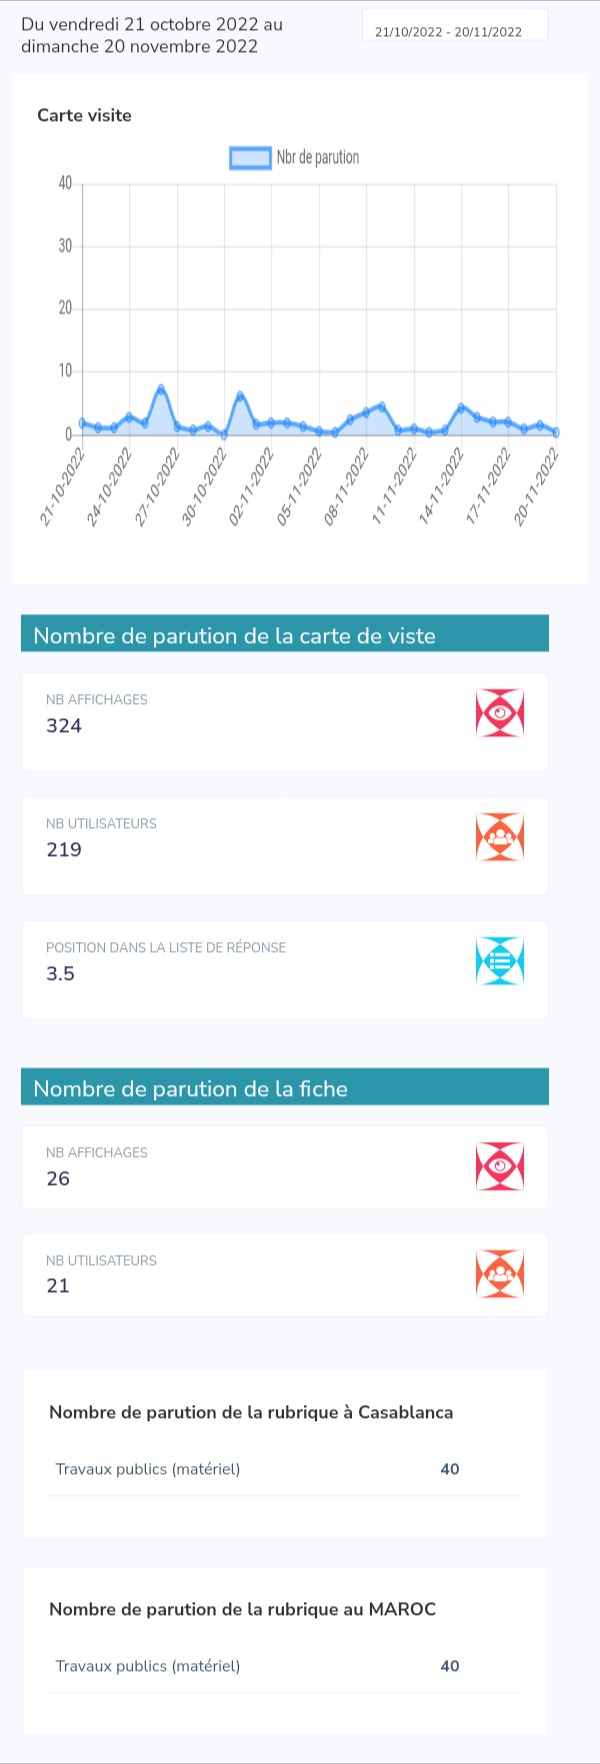 Du vendredi 21 octobre 2022 au
dimanche 20 novembre 2022
21/10/2022 - 20/11/2022
Carte visite
Nbr de parution
40
30
20
10
0
21-10-2022
24-10-2022
27-10-2022
30-10-2022
02-11-2022
05-11-2022
08-11-2022
11-11-2022
14-11-2022
17-11-2022
20-11-2022
Nombre de parution de la carte de viste
NB AFFICHAGES
324
NB UTILISATEURS
219
POSITION DANS LA LISTE DE RÉPONSE
3.5
Nombre de parution de la fiche
NB AFFICHAGES
26
NB UTILISATEURS
21
Nombre de parution de la rubrique à Casablanca
Travaux publics (matériel) 40
Nombre de parution de la rubrique au MAROC
Travaux publics (matériel) 40